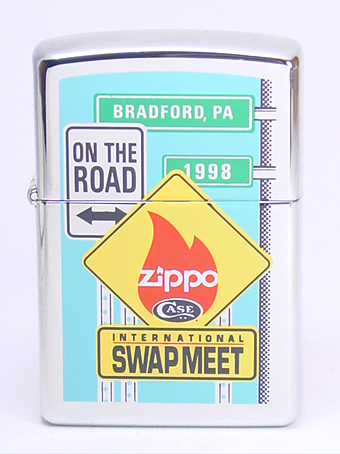 BRADFORD, PA
ON THE
ROAD
1998
zippo
CASE
INTERNATIONAL
SWAP MEET